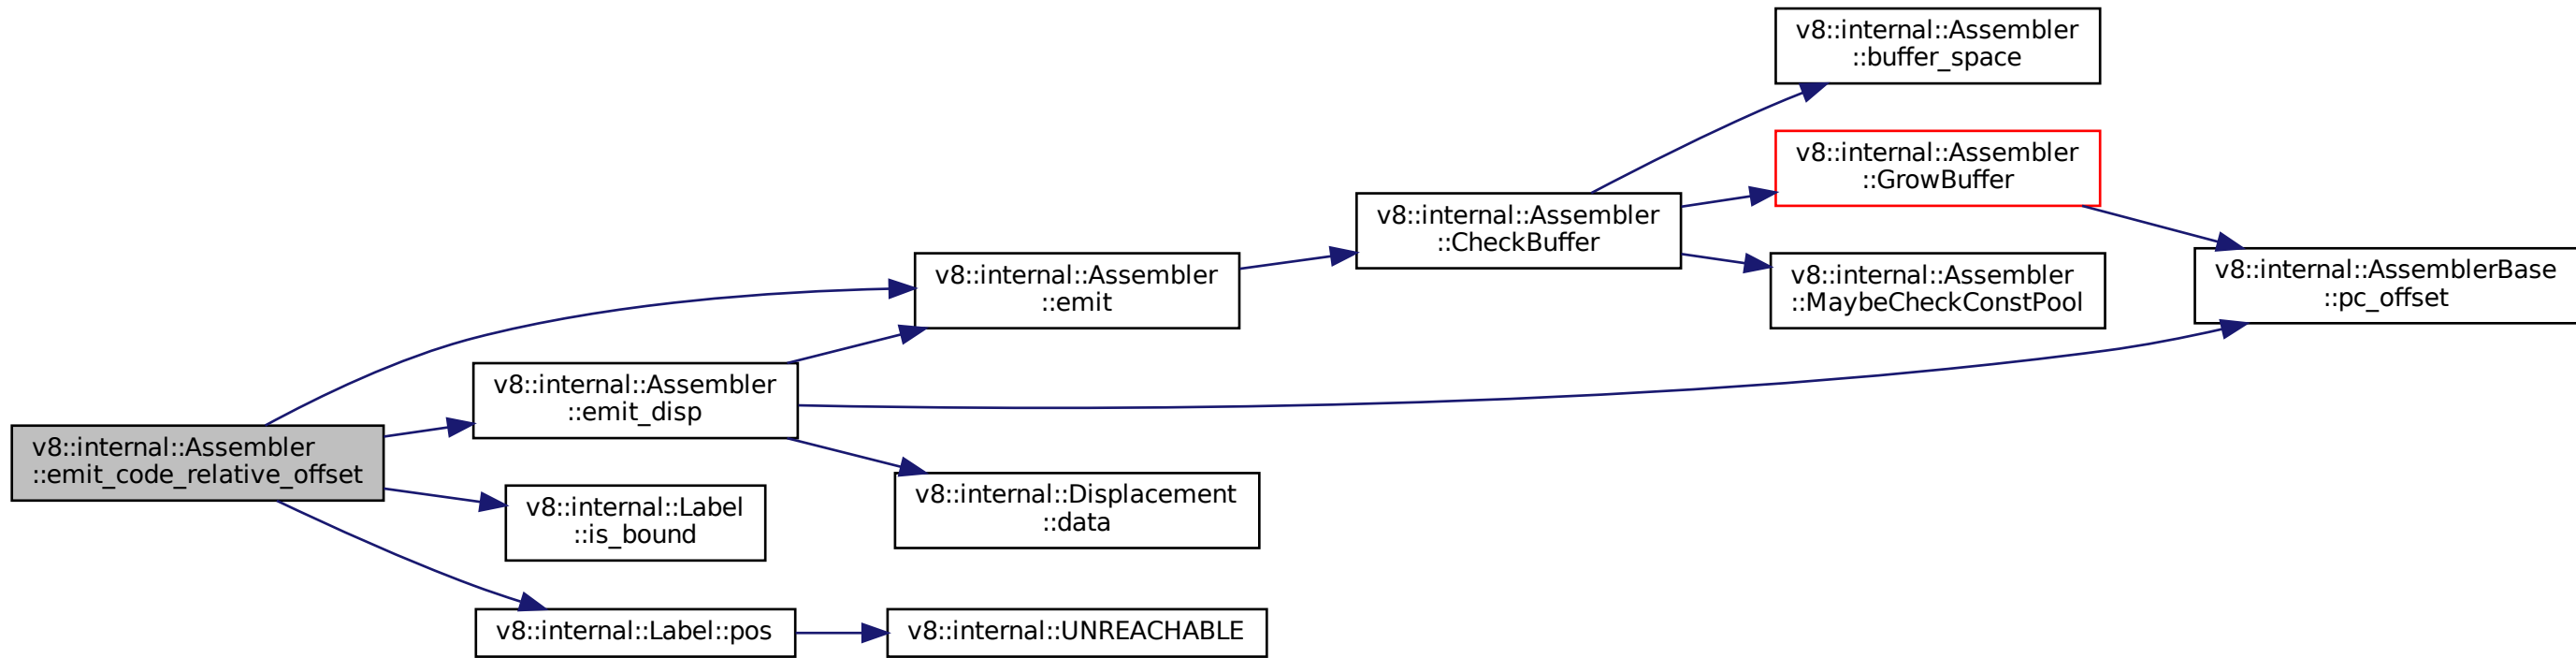 v8::internal::Assembler
::emit_code_relative_offset
v8::internal::Assembler
::emit_disp
v8::internal::Label
::is_bound
v8::internal::Label::pos
v8::internal::Assembler
::emit
v8::internal::Displacement
::data
v8::internal::UNREACHABLE
v8::internal::Assembler
::CheckBuffer
v8::internal::Assembler
::buffer_space
v8::internal::Assembler
::GrowBuffer
v8::internal::Assembler
::MaybeCheckConstPool
v8::internal::AssemblerBase
::pc_offset